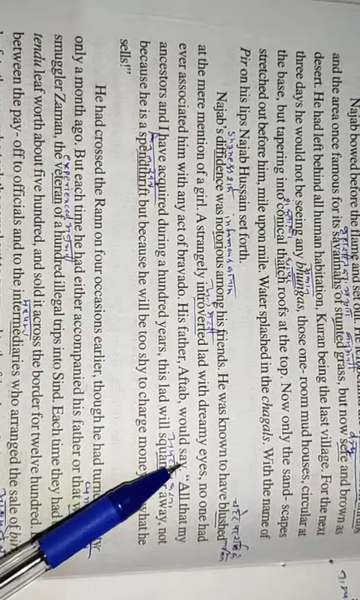 Najab bowed before the thing
and the area once famous for its savannahs of grass, but now sere and brown as
desert. He had left behind all human habitation, Kuran being the last village. For the next
three days he would not be seeing any bhungas, those one-room mud houses, circular at
the base, but tapering into conical thatch roofs at the top. Now only the sand-scapes
stretched out before him, mile upon mile. Water splashed in the chagals. With the name of
Pir on his lips Najab Hussain set forth.
Najab's diffidence was notorious among his friends. He was known to have blushed
at the mere mention of a girl. A strangely lad with dreamy eyes, no one had
ever associated him with any act of bravado. His father, Aftab, would say, "All that my
ancestors and I have acquired during a hundred years, this lad will squander away, not
because he is a spendthrift but because he will be too shy to charge money what he
sells!"
He had crossed the Rann on four occasions earlier, though he had
only a month ago. But each time he had either accompanied his father or that
smuggler Zaman, the veteran of a hundred illegal trips into Sind. Each time they had
tendu leaf worth about five hundred, and sold it across the border for twelve hundred
between the pay-off to officials and to the intermediaries who arranged the sale of